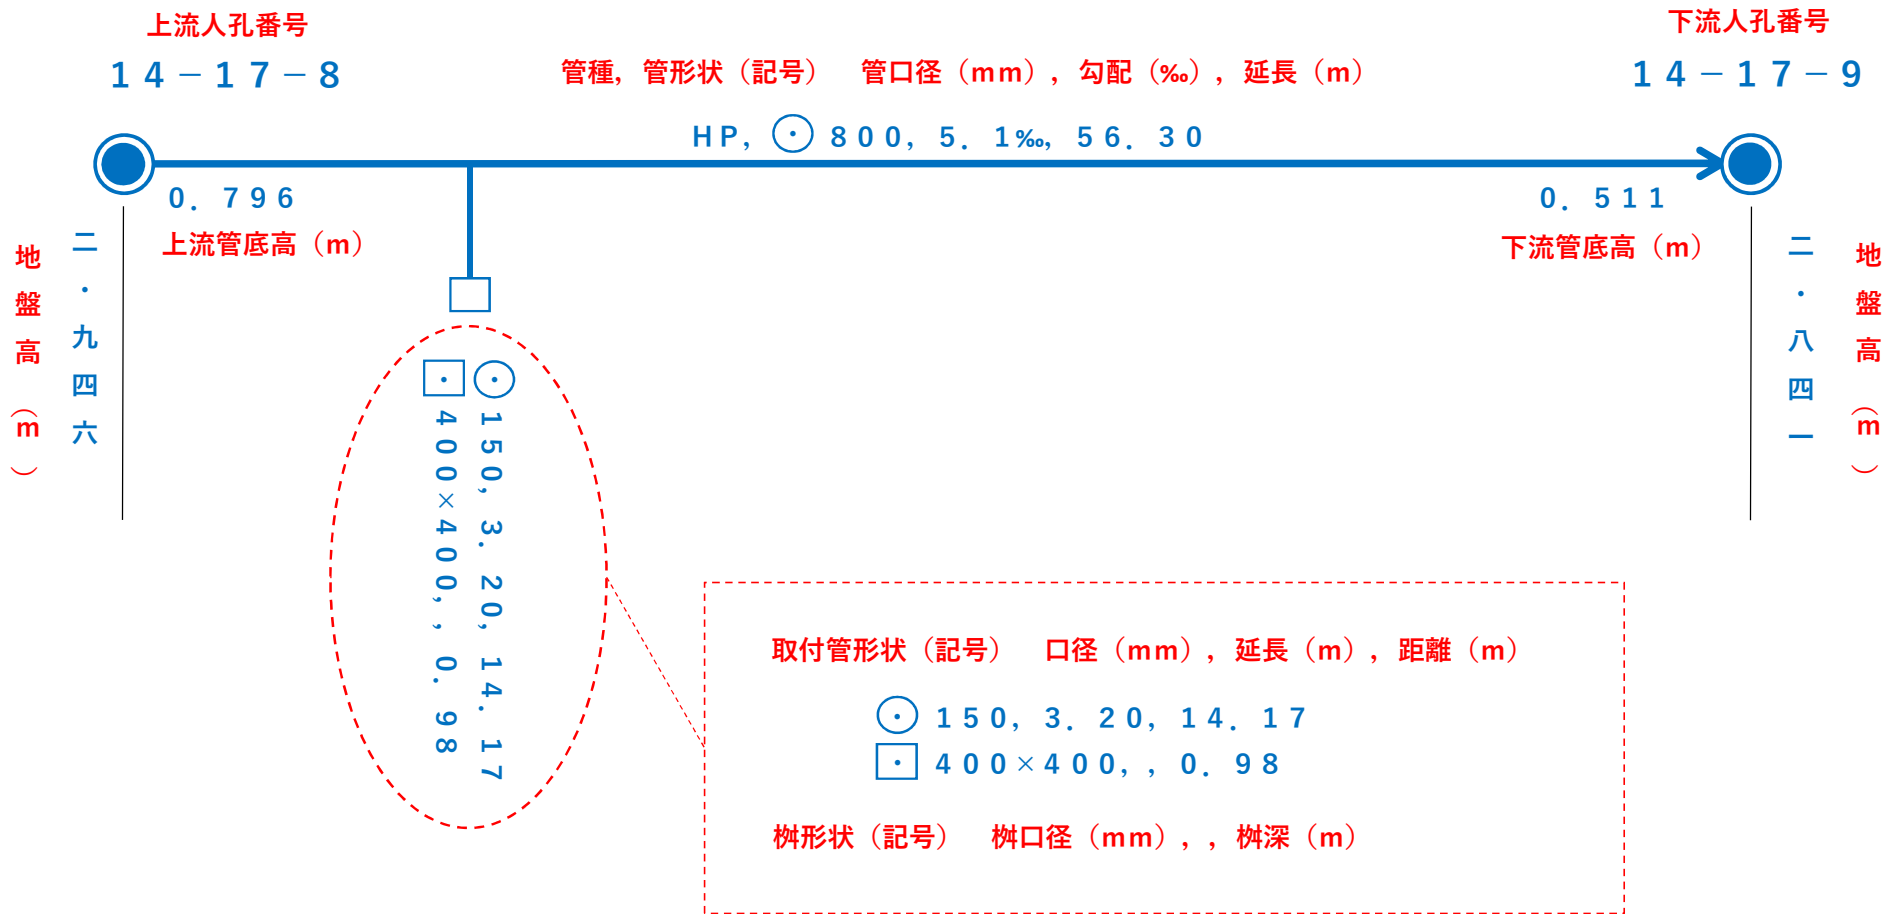 上流人孔番号
14－17－8
下流人孔番号
14－17－9
管種，管形状（記号）　管口径（mm），勾配（‰），延長（m）
HP，⊙800，5．1‰，56．30
0．796
上流管底高（m）
0．511
下流管底高（m）
地盤高（m）
二・九四六
二・八四一
地盤高（m）
⊙150，3．20，14．17
⊡400×400，，0．98
取付管形状（記号）　口径（mm），延長（m），距離（m）
⊙150，3．20，14．17
⊡400×400，，0．98
桝形状（記号）　桝口径（mm），，桝深（m）